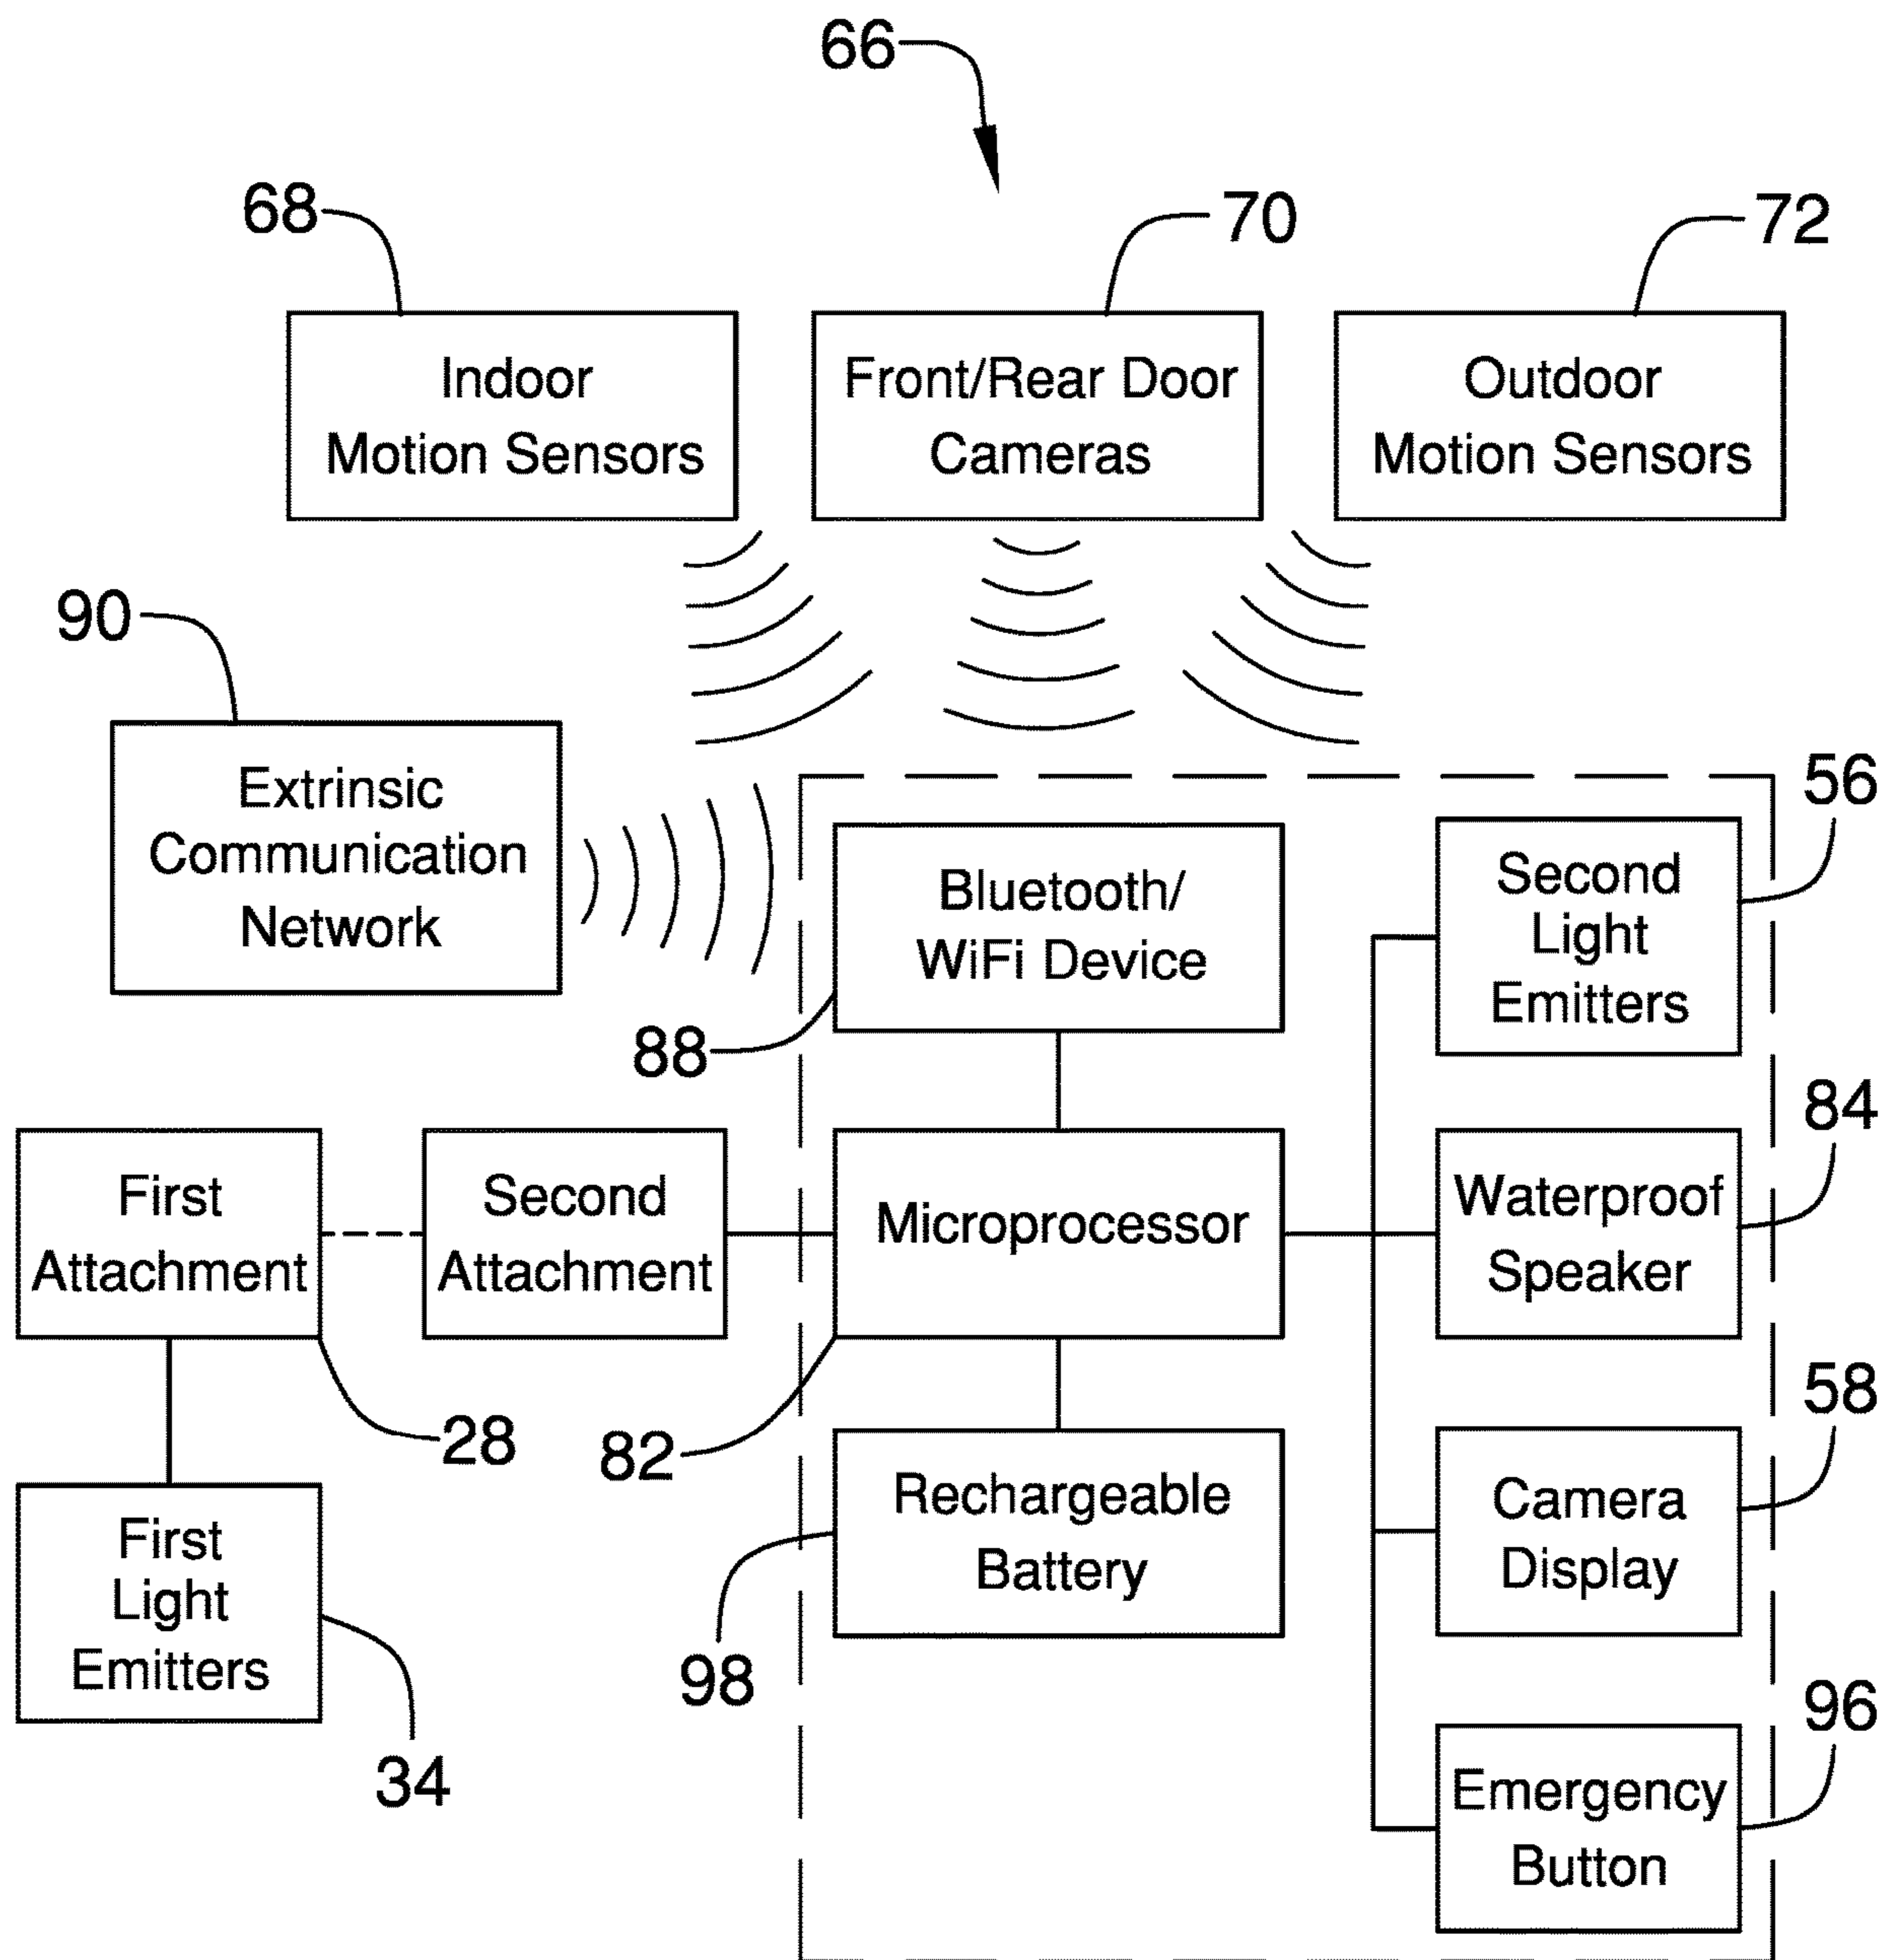 66
68
70
72
Indoor
Motion Sensors
Front/Rear Door
Cameras
Outdoor
Motion Sensors
90
Extrinsic
Communication
Network
Bluetooth/
WiFi Device
88
Second
Light
Emitters
56
First
Attachment
28
Second
Attachment
Microprocessor
82
Waterproof
Speaker
84
First
Light
Emitters
34
Rechargeable
Battery
98
Camera
Display
58
Emergency
Button
96